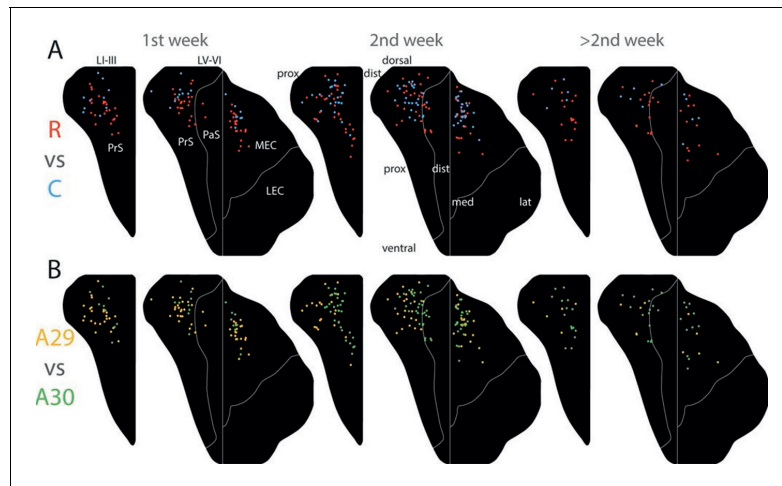 1st week
2nd week
>2nd week
A
LI-III
LV-VI
prox
dorsal
dist
R
vs
C
PrS
PrS
PaS
MEC
LEC
prox
dist
med
lat
ventral
B
A29
vs
A30